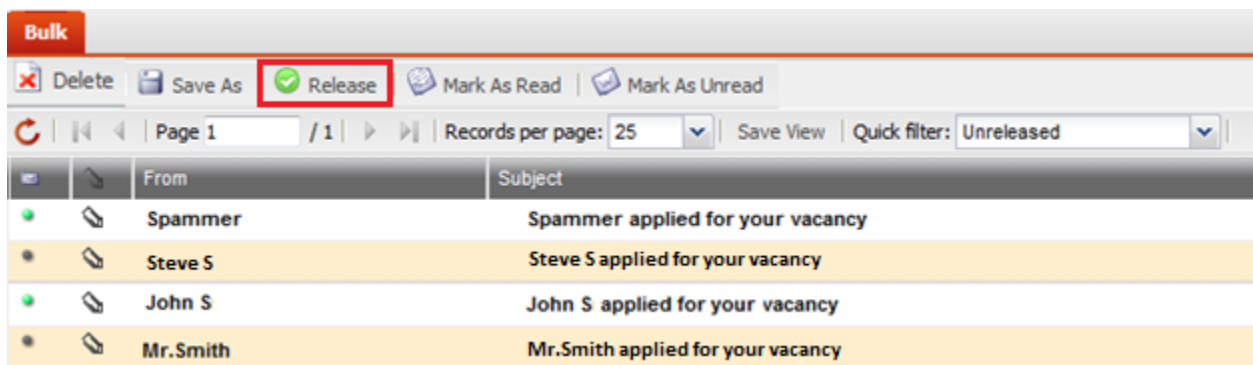 Bulk
Delete Save As Release Mark As Read Mark As Unread
Page 1 / 1 Records per page: 25 Save View Quick filter: Unreleased
From Subject
Spammer Spammer applied for your vacancy
Steve S Steve S applied for your vacancy
John S John S applied for your vacancy
Mr.Smith Mr.Smith applied for your vacancy